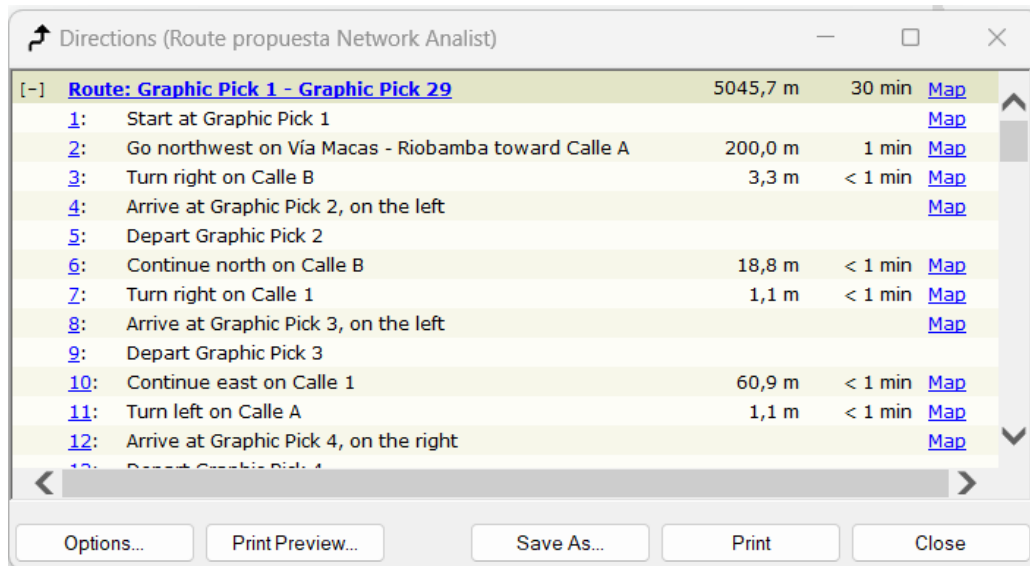 Directions (Route propuesta Network Analist)
[-] Route: Graphic Pick 1 - Graphic Pick 29 5045,7 m 30 min Map
1: Start at Graphic Pick 1 Map
2: Go northwest on Vía Macas - Riobamba toward Calle A 200,0 m 1 min Map
3: Turn right on Calle B 3,3 m < 1 min Map
4: Arrive at Graphic Pick 2, on the left Map
5: Depart Graphic Pick 2
6: Continue north on Calle B 18,8 m < 1 min Map
7: Turn right on Calle 1 1,1 m < 1 min Map
8: Arrive at Graphic Pick 3, on the left Map
9: Depart Graphic Pick 3
10: Continue east on Calle 1 60,9 m < 1 min Map
11: Turn left on Calle A 1,1 m < 1 min Map
12: Arrive at Graphic Pick 4, on the right Map
13: Depart Graphic Pick 4
Options... Print Preview... Save As... Print Close